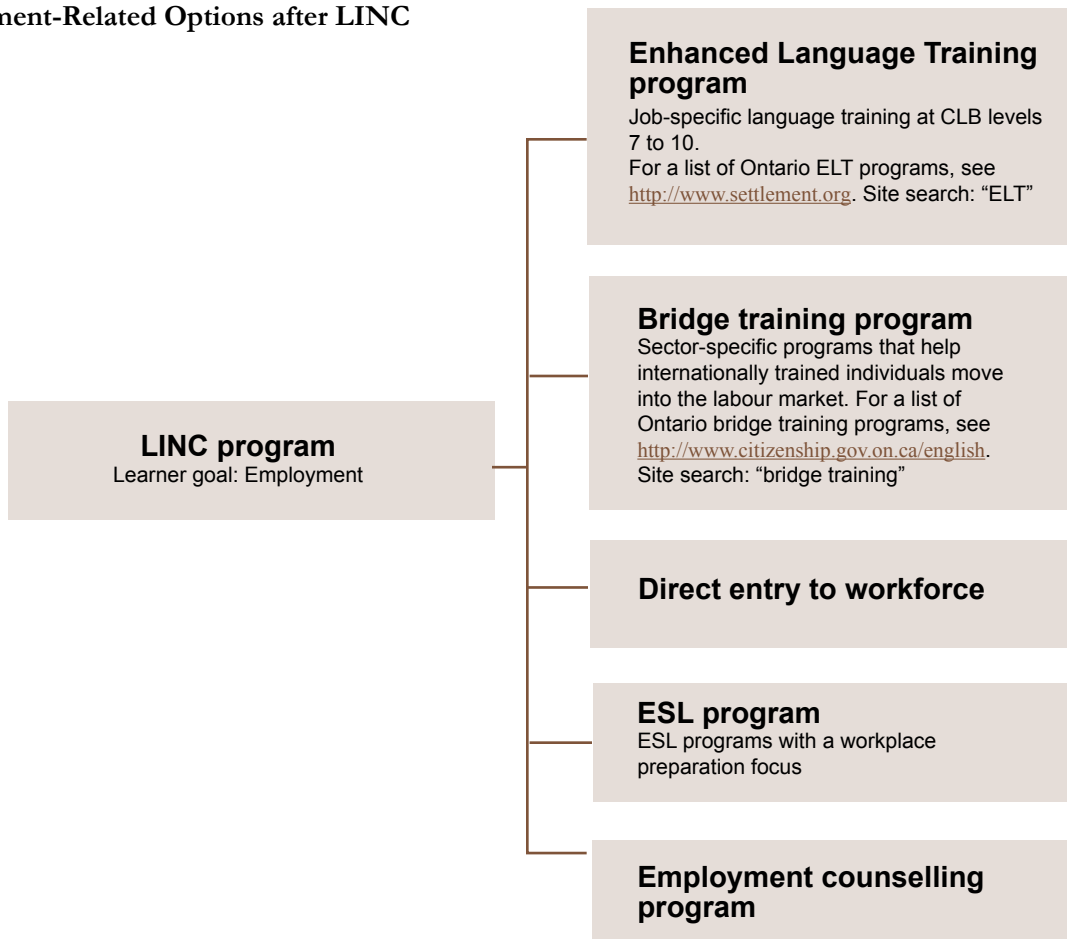 ment-Related Options after LINC
Enhanced Language Training
program
Job-specific language training at CLB levels
7 to 10.
For a list of Ontario ELT programs, see
http://www.settlement.org. Site search: “ELT”
Bridge training program
Sector-specific programs that help
internationally trained individuals move
into the labour market. For a list of
Ontario bridge training programs, see
http://www.citizenship.gov.on.ca/english.
Site search: “bridge training”
LINC program
Learner goal: Employment
Direct entry to workforce
ESL program
ESL programs with a workplace
preparation focus
Employment counselling
program